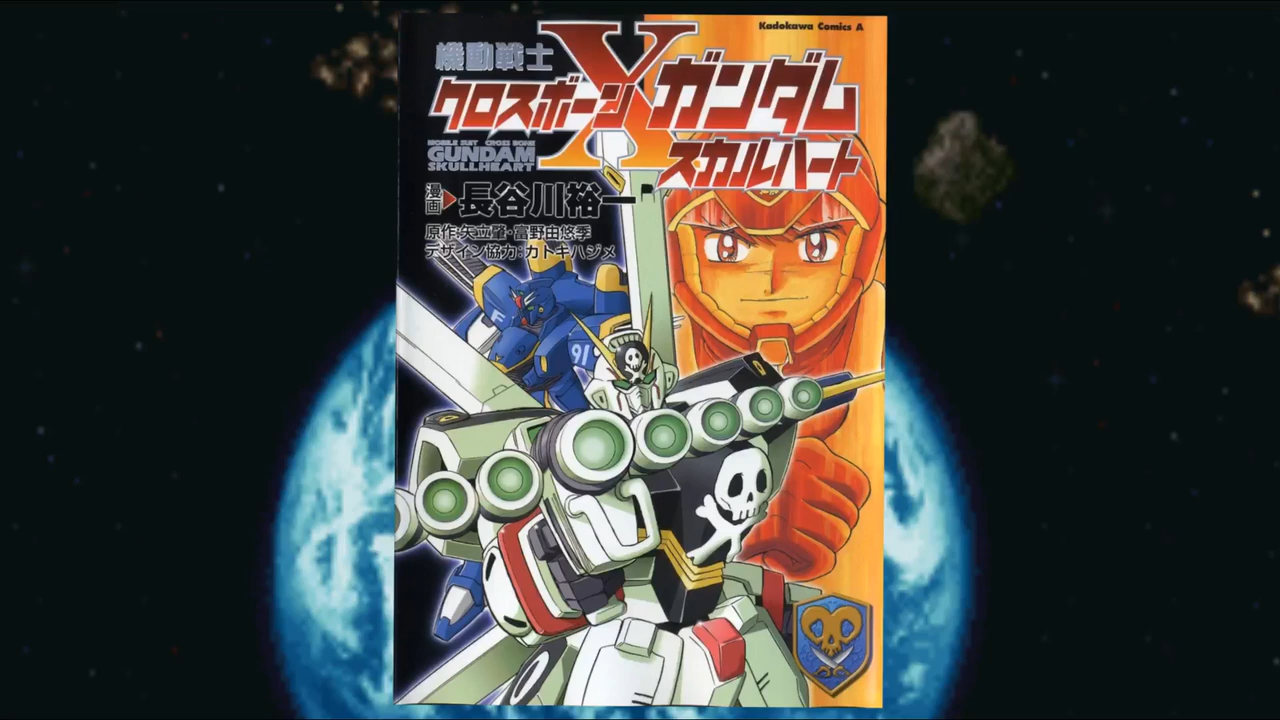 Kadokawa Comics A
機動戦士
クロスボーンXガンダム
MOBILE SUIT CROSS BONE
GUNDAM
SKULLHEART
スカルハート
漫画 長谷川裕一
原作:矢立肇・富野由悠季
デザイン協力:カトキハジメ
F
91